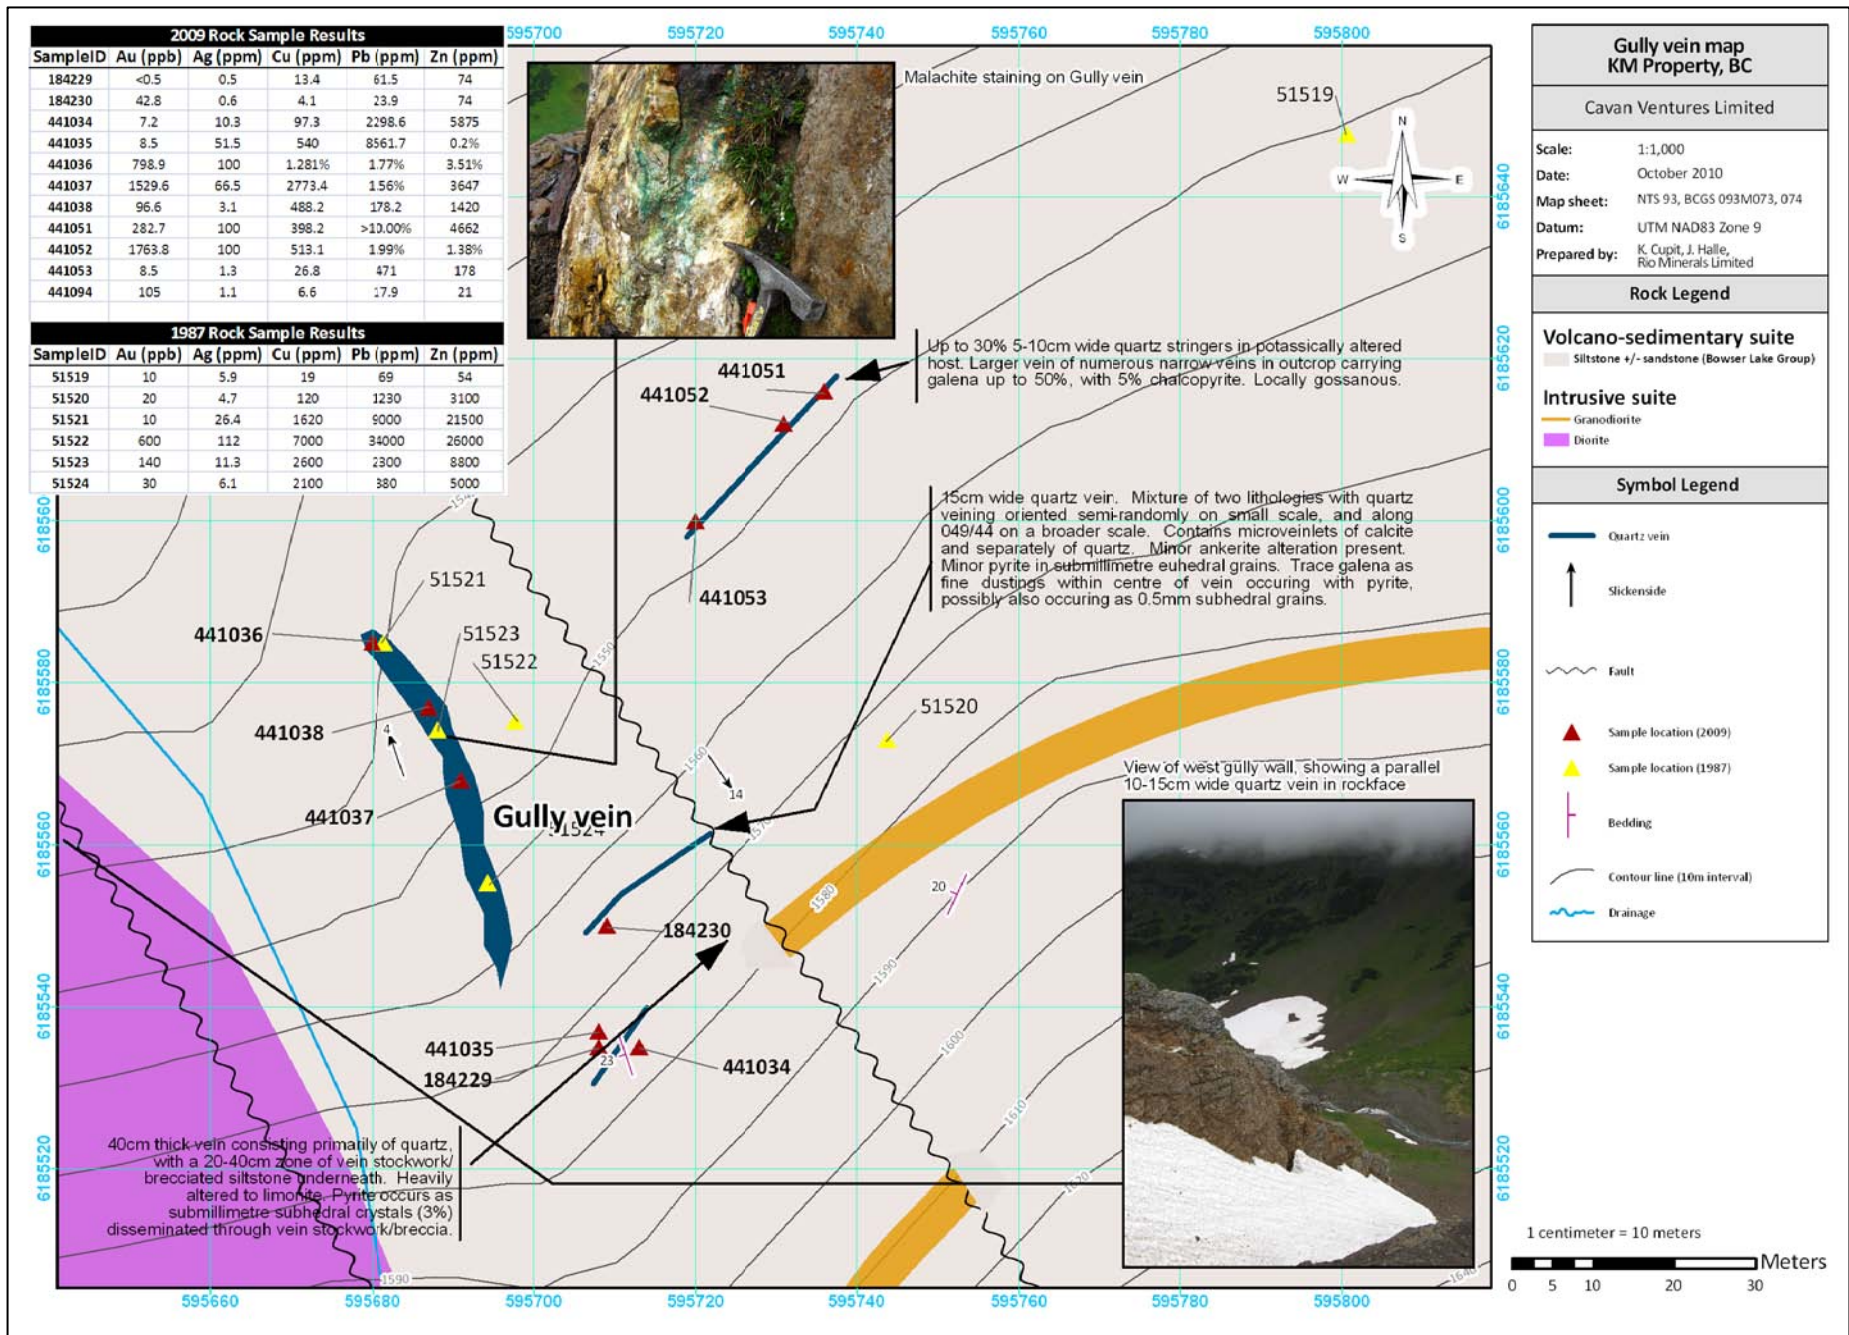 2009 Rock Sample Results
SampleID Au (ppb) Ag (ppm) Cu (ppm) Pb (ppm) Zn (ppm)
184229 <0.5 0.5 13.4 61.5 74
184230 42.8 0.6 4.1 23.9 74
441034 7.2 10.3 97.3 2298.6 5875
441035 8.5 51.5 540 8561.7 0.2%
441036 798.9 100 1.281% 1.77% 3.51%
441037 1529.6 66.5 2773.4 1.56% 3647
441038 96.6 3.1 488.2 178.2 1420
441051 282.7 100 398.2 >10.00% 4662
441052 1763.8 100 513.1 1.99% 1.38%
441053 8.5 1.3 26.8 471 178
441094 105 1.1 6.6 17.9 21
1987 Rock Sample Results
SampleID Au (ppb) Ag (ppm) Cu (ppm) Pb (ppm) Zn (ppm)
51519 10 5.9 19 69 54
51520 20 4.7 120 1230 3100
51521 10 26.4 1620 9000 21500
51522 600 112 7000 34000 26000
51523 140 11.3 2600 2300 8800
51524 30 6.1 2100 380 5000
595700 595720 595740 595760 595780 595800
Malachite staining on Gully vein
51519
N
W E
S
6185640
6185620
6185600
6185580
6185560
6185540
6185520
6185600
6185580
6185560
6185540
6185520
441051
441052
Up to 30% 5-10cm wide quartz stringers in potassically altered
host. Larger vein of numerous narrow veins in outcrop carrying
galena up to 50%, with 5% chalcopyrite. Locally gossanous.
15cm wide quartz vein. Mixture of two lithologies with quartz
veining oriented semi-randomly on small scale, and along
049/44 on a broader scale. Contains microveinlets of calcite
and separately of quartz. Minor ankerite alteration present.
Minor pyrite in submillimetre euhedral grains. Trace galena as
fine dustings within centre of vein occuring with pyrite,
possibly also occuring as 0.5mm subhedral grains.
441053
51521
441036
51523
51522
1550
51520
441038
4
1560
14
441037
Gully vein
51524
1570
View of west gully wall, showing a parallel
10-15cm wide quartz vein in rockface
1580
20
184230
1590
441035
184229
23
441034
1600
1610
1620
1590
1640
40cm thick vein consisting primarily of quartz,
with a 20-40cm zone of vein stockwork/
brecciated siltstone underneath. Heavily
altered to limonite. Pyrite occurs as
submillimetre subhedral crystals (3%)
disseminated through vein stockwork/breccia.
595660 595680 595700 595720 595740 595760 595780 595800
Gully vein map
KM Property, BC
Cavan Ventures Limited
Scale: 1:1,000
Date: October 2010
Map sheet: NTS 93, BCGS 093M073, 074
Datum: UTM NAD83 Zone 9
Prepared by: K. Cupit, J. Halle,
Rio Minerals Limited
Rock Legend
Volcano-sedimentary suite
Siltstone +/- sandstone (Bowser Lake Group)
Intrusive suite
Granodiorite
Diorite
Symbol Legend
Quartz vein
Slickenside
Fault
Sample location (2009)
Sample location (1987)
Bedding
Contour line (10m interval)
Drainage
1 centimeter = 10 meters
Meters
0 5 10 20 30